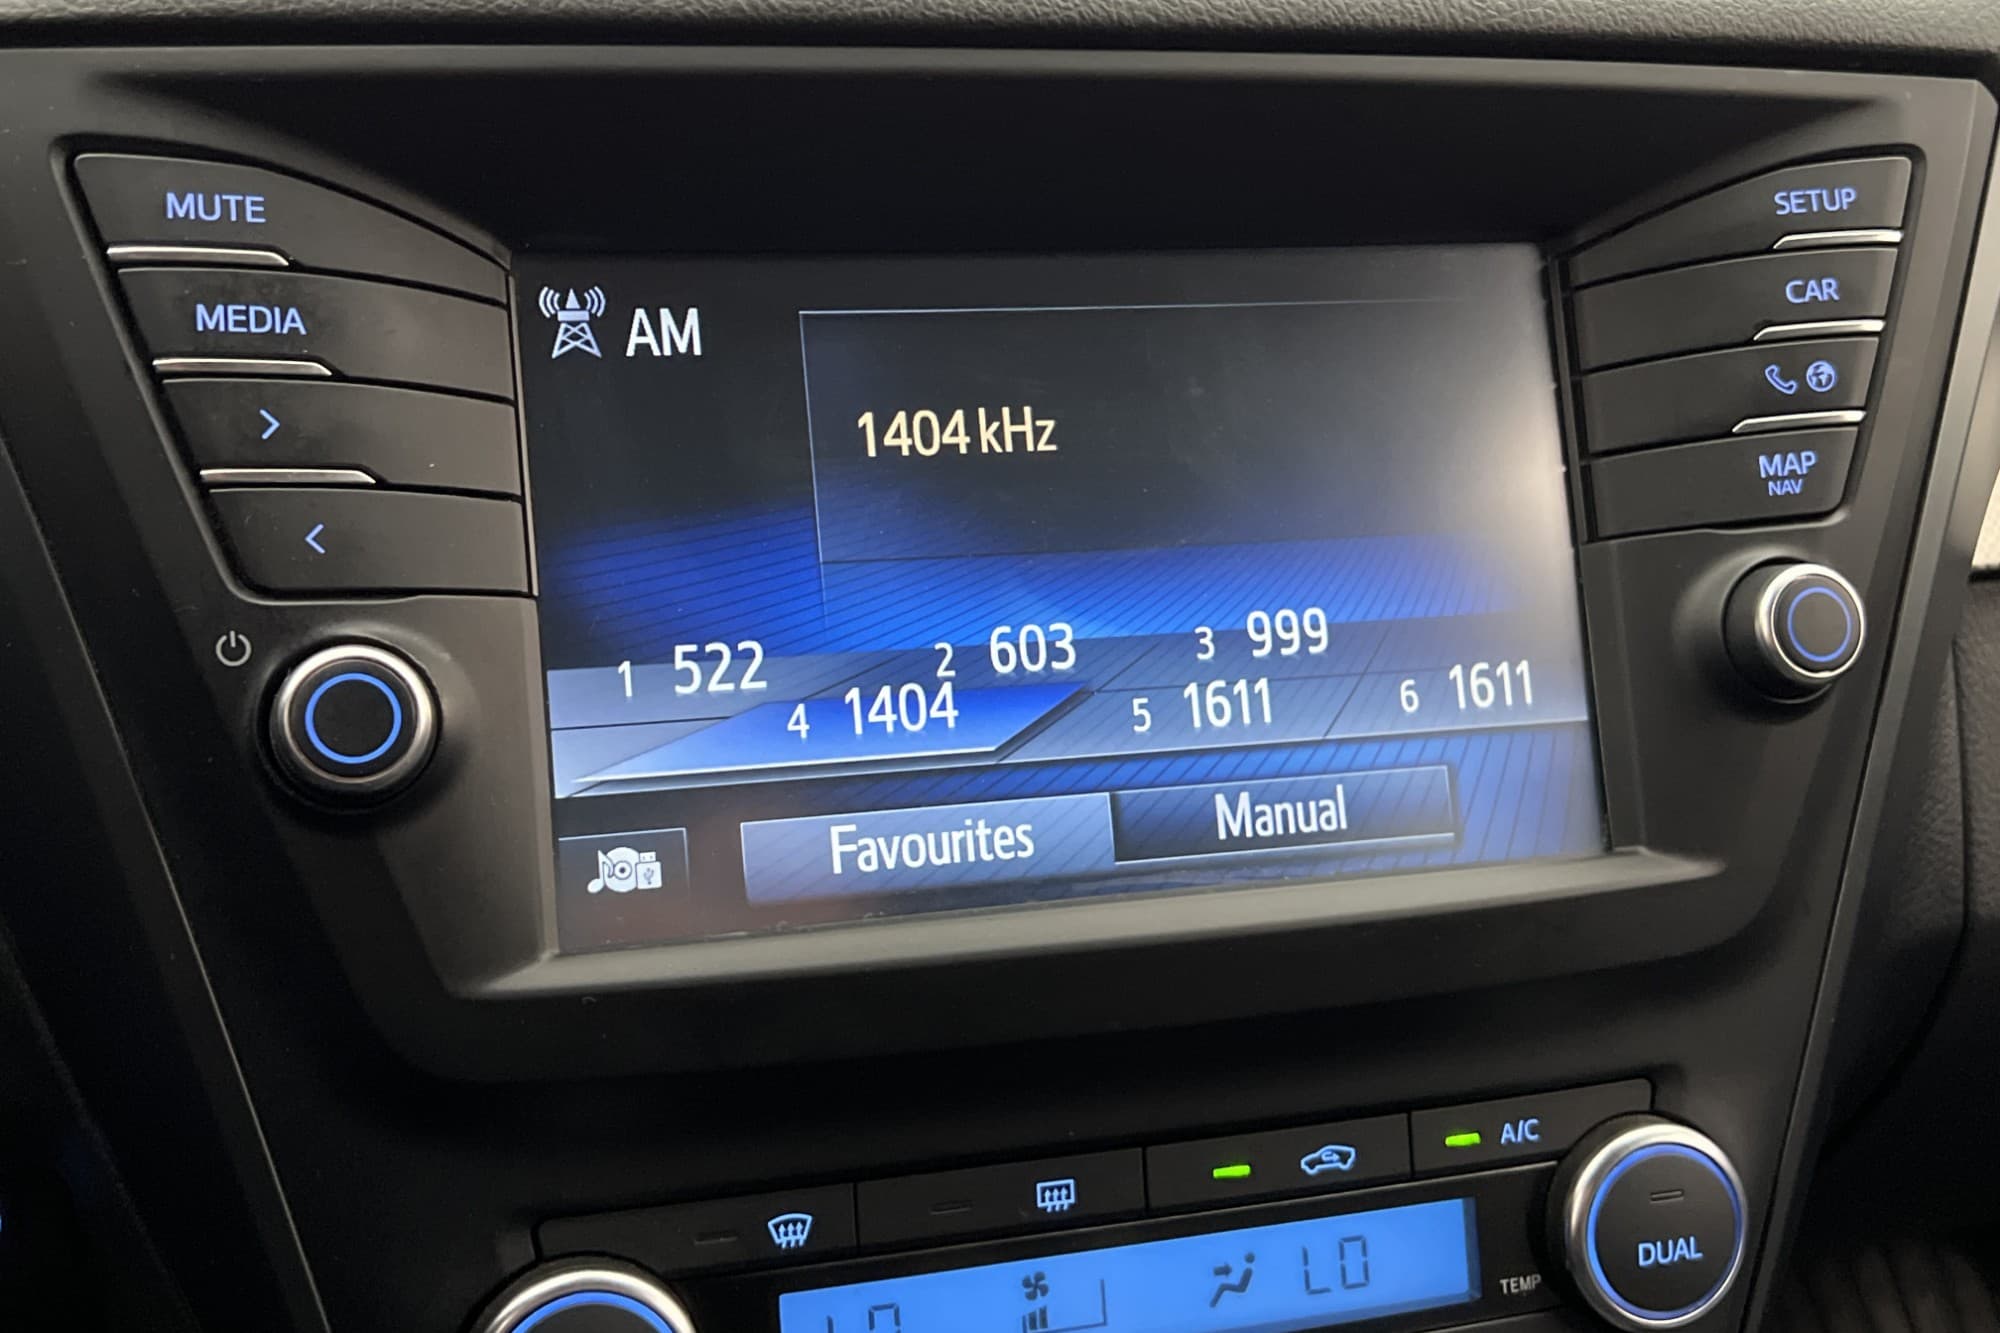 MUTE
MEDIA
>
<
AM
1404 kHz
1 522 2 603 3 999
4 1404 5 1611 6 1611
Favourites Manual
SETUP
CAR
MAP
NAV
A/C
LO LO
TEMP
DUAL